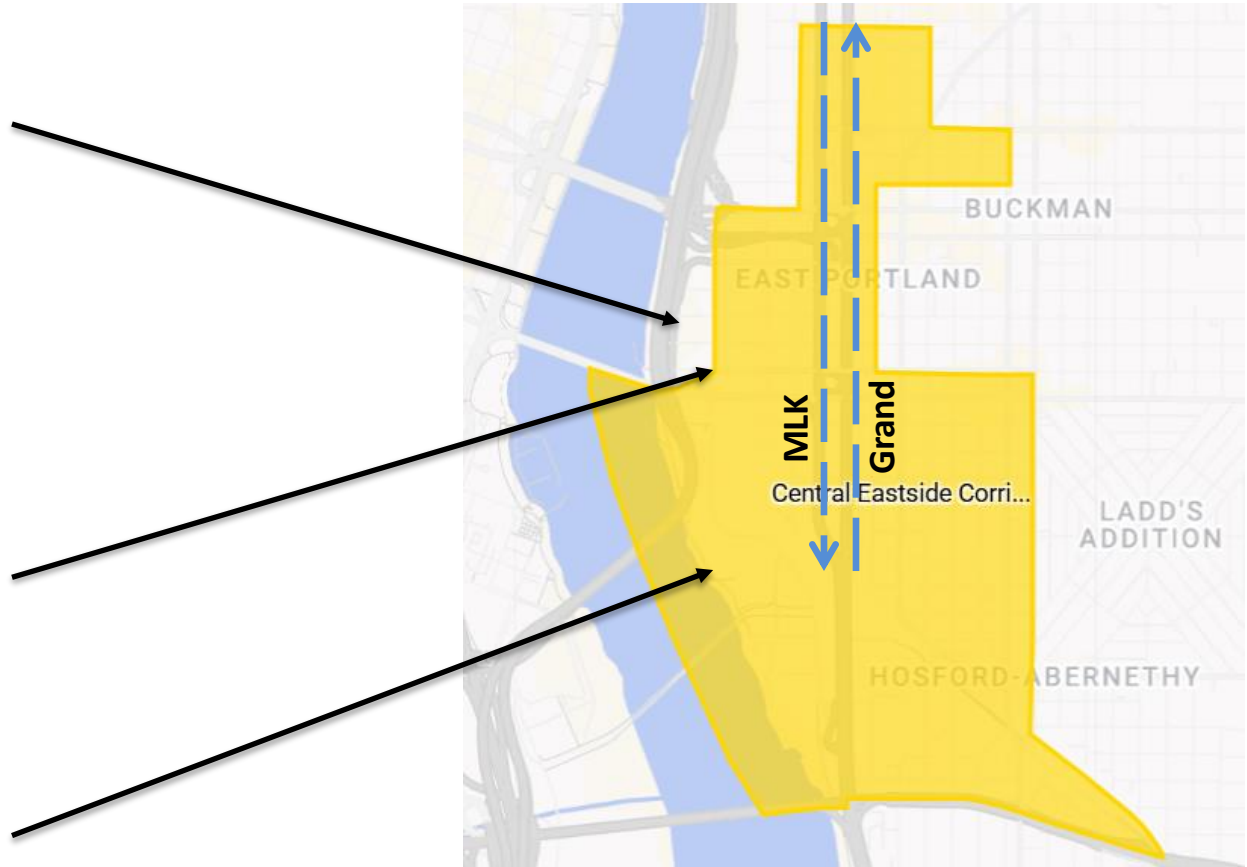 BUCKMAN
EAST PORTLAND
MLK
Grand
Central Eastside Corri...
LADD'S
ADDITION
HOSFORD-ABERNETHY